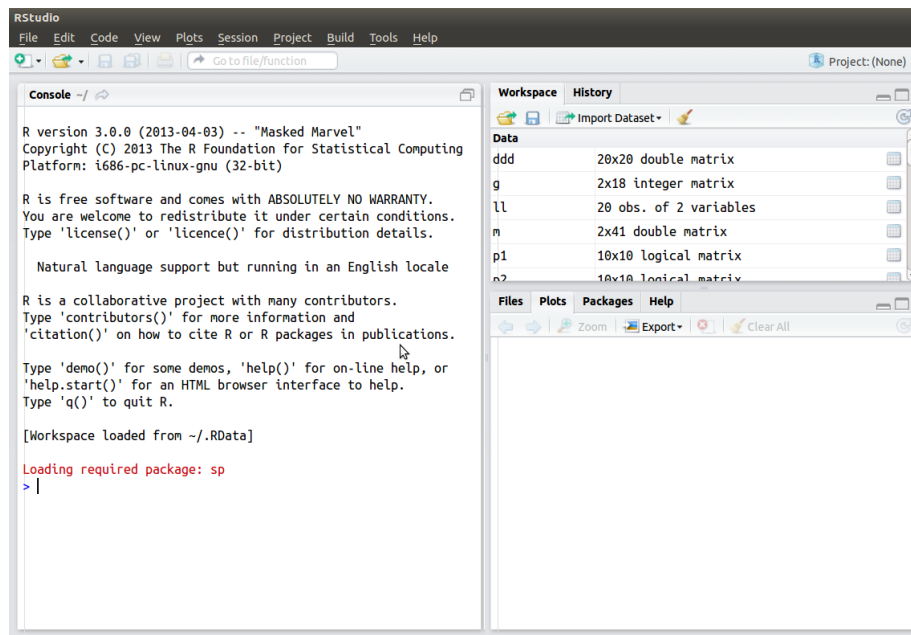 RStudio
File Edit Code View Plots Session Project Build Tools Help
Go to file/function
Project: (None)
Console ~/
R version 3.0.0 (2013-04-03) -- "Masked Marvel"
Copyright (C) 2013 The R Foundation for Statistical Computing
Platform: i686-pc-linux-gnu (32-bit)
R is free software and comes with ABSOLUTELY NO WARRANTY.
You are welcome to redistribute it under certain conditions.
Type 'license()' or 'licence()' for distribution details.
Natural language support but running in an English locale
R is a collaborative project with many contributors.
Type 'contributors()' for more information and
'citation()' on how to cite R or R packages in publications.
Type 'demo()' for some demos, 'help()' for on-line help, or
'help.start()' for an HTML browser interface to help.
Type 'q()' to quit R.
[Workspace loaded from ~/.RData]
Loading required package: sp
>
Workspace History
Import Dataset
Data
ddd 20x20 double matrix
g 2x18 integer matrix
ll 20 obs. of 2 variables
m 2x41 double matrix
p1 10x10 logical matrix
p2 10x10 logical matrix
Files Plots Packages Help
Zoom Export Clear All